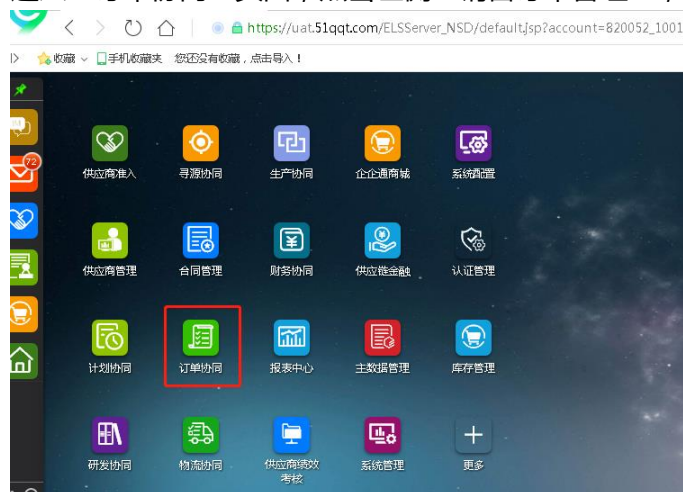 https://uat.51qqt.com/ELSServer_NSD/default.jsp?account=820052_1001
收藏 手机收藏夹 您还没有收藏，点击导入！
72
供应商准入 寻源协同 生产协同 企企通商城 系统配置
供应商管理 合同管理 财务协同 供应链金融 认证管理
计划协同 订单协同 报表中心 主数据管理 库存管理
研发协同 物流协同 供应商绩效 系统管理 更多
考核